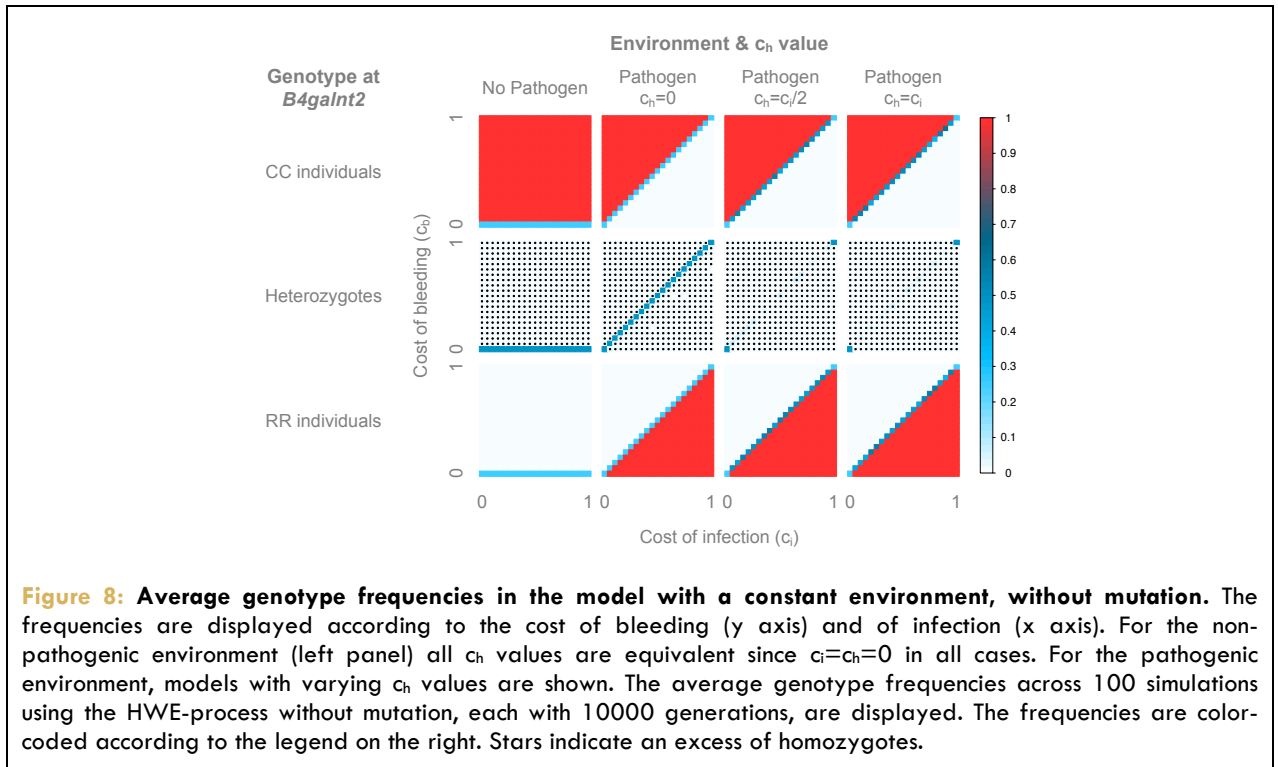 Environment & ch value
Genotype at
B4galnt2
No Pathogen
Pathogen
ch=0
Pathogen
ch=ci/2
Pathogen
ch=ci
CC individuals
Heterozygotes
RR individuals
Cost of bleeding (cb)
1
0
1
0
1
0
0
1
0
1
0
1
0
1
Cost of infection (ci)
1
0.9
0.8
0.7
0.6
0.5
0.4
0.3
0.2
0.1
0
Figure 8: Average genotype frequencies in the model with a constant environment, without mutation. The
frequencies are displayed according to the cost of bleeding (y axis) and of infection (x axis). For the non-
pathogenic environment (left panel) all ch values are equivalent since ci=ch=0 in all cases. For the pathogenic
environment, models with varying ch values are shown. The average genotype frequencies across 100 simulations
using the HWE-process without mutation, each with 10000 generations, are displayed. The frequencies are color-
coded according to the legend on the right. Stars indicate an excess of homozygotes.